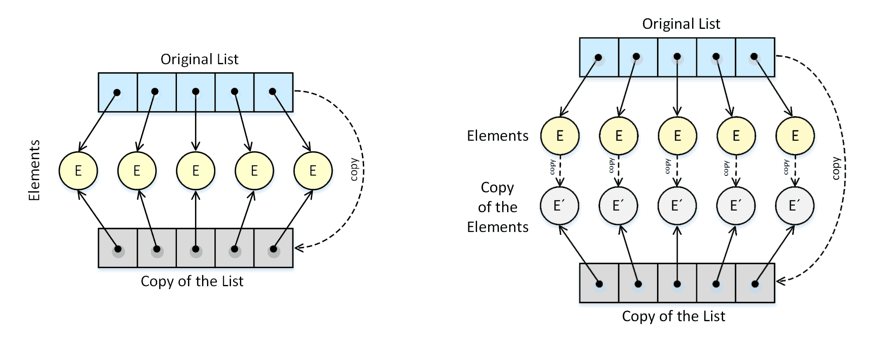 Original List
Elements
E E E E E
copy
Copy of the List
Original List
Elements
E E E E E
copy copy copy copy copy
copy
Copy
of the
Elements
E´ E´ E´ E´ E´
Copy of the List